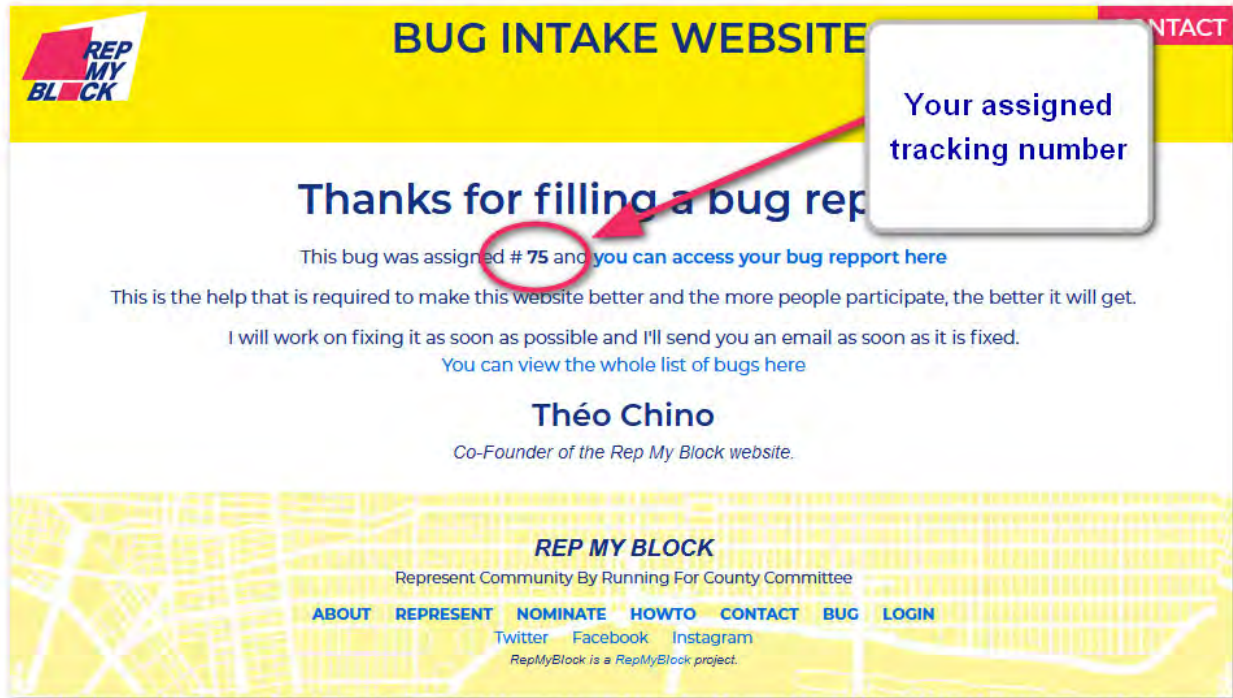 REP
MY
BLOCK
BUG INTAKE WEBSITE
NTACT
Your assigned
tracking number
Thanks for filling a bug rep
This bug was assigned # 75 and you can access your bug repport here
This is the help that is required to make this website better and the more people participate, the better it will get.
I will work on fixing it as soon as possible and I'll send you an email as soon as it is fixed.
You can view the whole list of bugs here
Théo Chino
Co-Founder of the Rep My Block website.
REP MY BLOCK
Represent Community By Running For County Committee
ABOUT REPRESENT NOMINATE HOWTO CONTACT BUG LOGIN
Twitter Facebook Instagram
RepMyBlock is a RepMyBlock project.